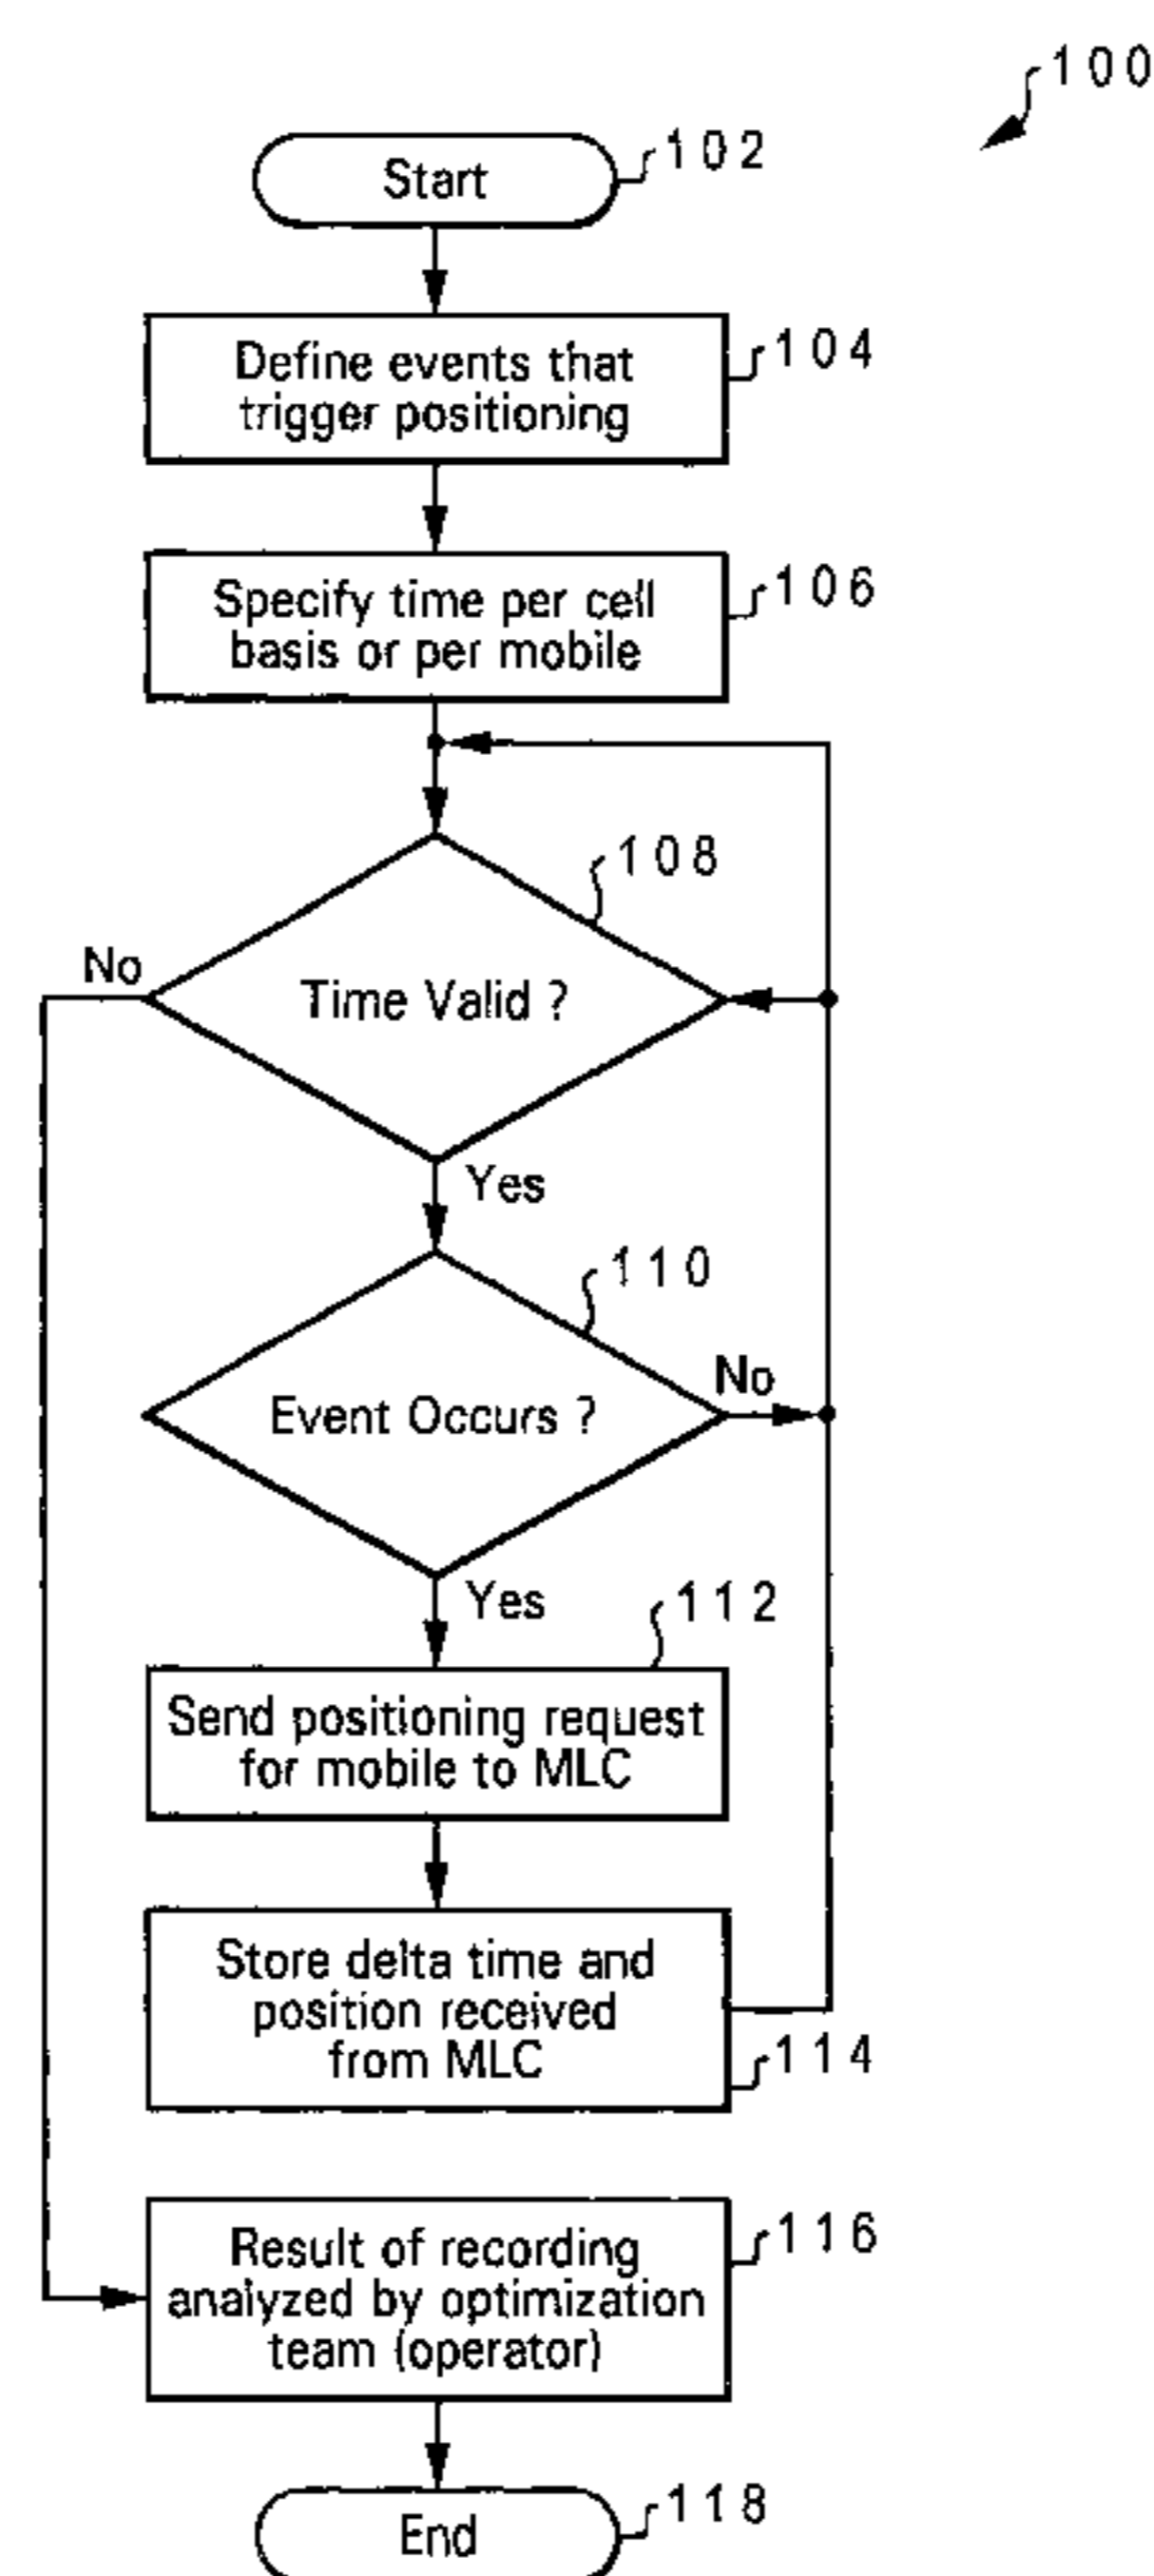 100
Start
102
Define events that
trigger positioning
104
Specify time per cell
basis or per mobile
106
108
No
Time Valid ?
Yes
110
No
Event Occurs ?
Yes
112
Send positioning request
for mobile to MLC
Store delta time and
position received
from MLC
114
Result of recording
analyzed by optimization
team (operator)
116
End
118